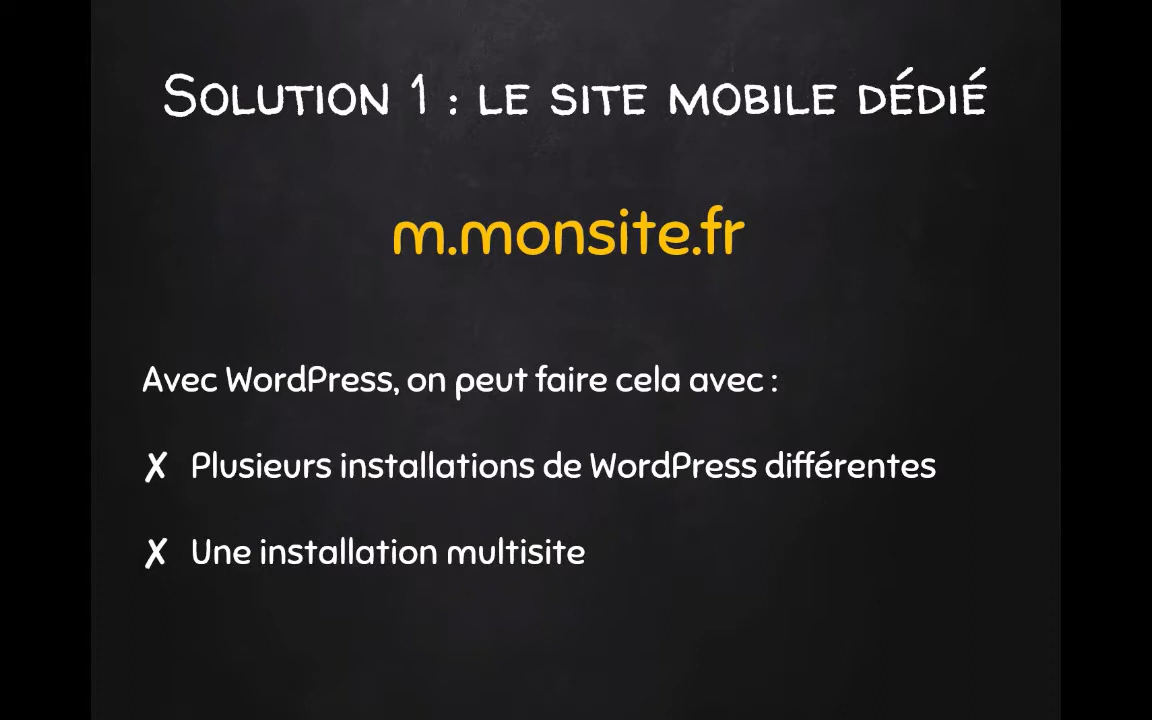 Solution 1 : le site mobile dédié
m.monsite.fr
Avec WordPress, on peut faire cela avec :
✗ Plusieurs installations de WordPress différentes
✗ Une installation multisite